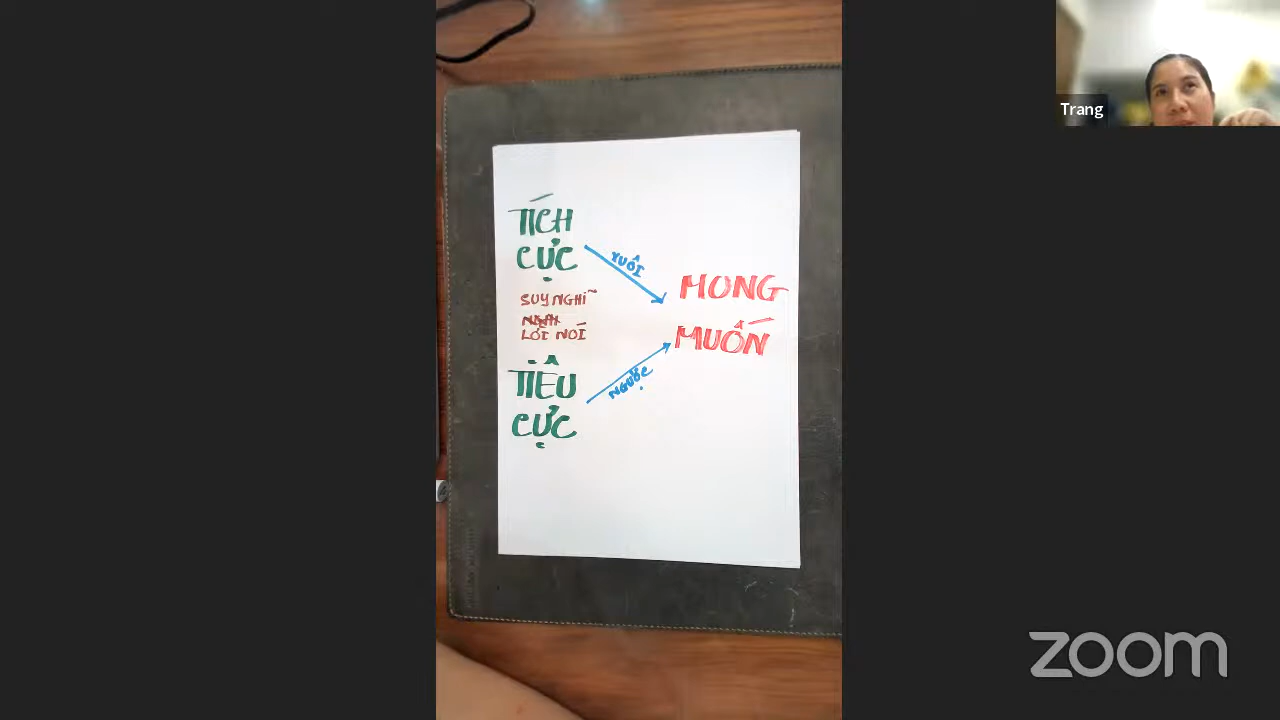 TÍCH
CỰC
XUÔI
MONG
SUY NGHĨ
LỜI NÓI
MUỐN
TIÊU
CỰC
NGƯỢC
Trang
zoom